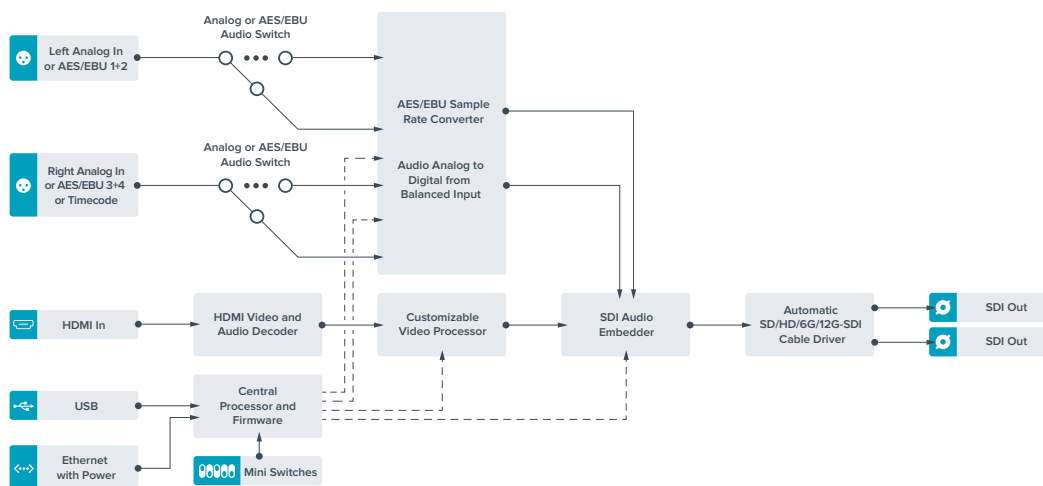 Analog or AES/EBU
Audio Switch
Left Analog In
or AES/EBU 1+2
AES/EBU Sample
Rate Converter
Analog or AES/EBU
Audio Switch
Right Analog In
or AES/EBU 3+4
or Timecode
Audio Analog to
Digital from
Balanced Input
HDMI In
HDMI Video and
Audio Decoder
Customizable
Video Processor
SDI Audio
Embedder
Automatic
SD/HD/6G/12G-SDI
Cable Driver
SDI Out
SDI Out
USB
Central
Processor and
Firmware
Ethernet
with Power
Mini Switches